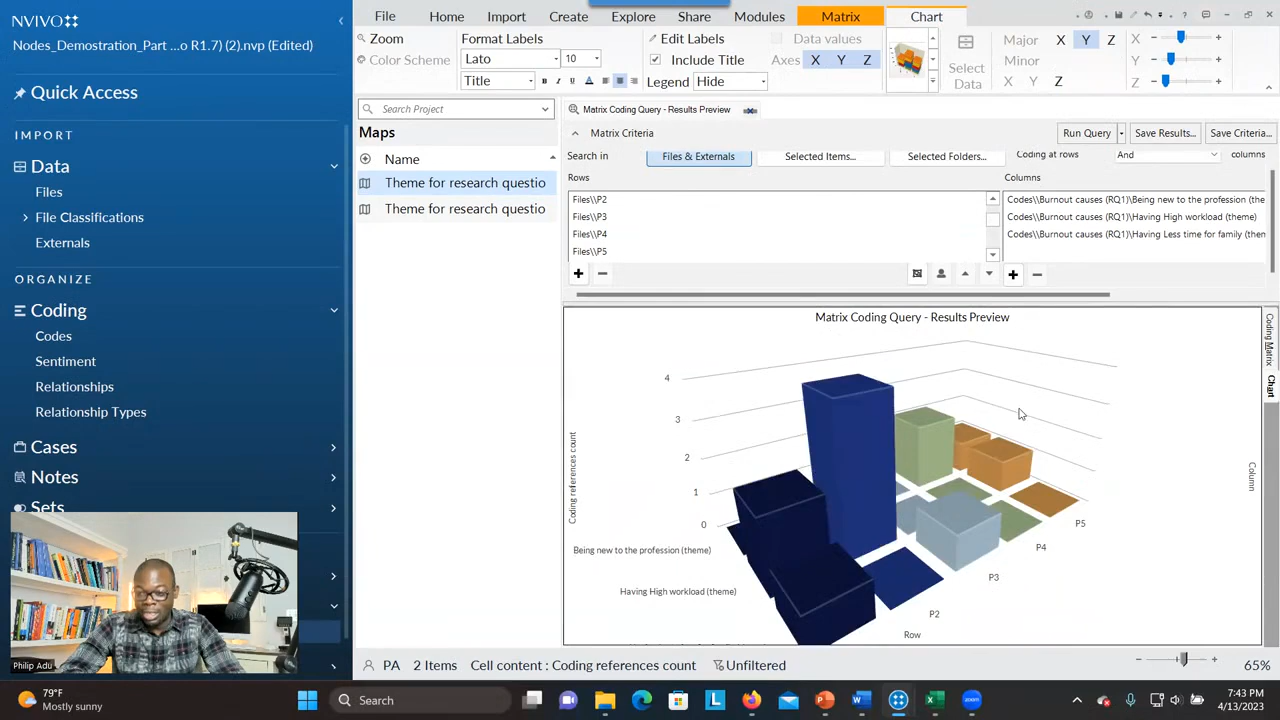 NVIVO
Nodes_Demostration_Part ...o R1.7) (2).nvp (Edited)
Quick Access
IMPORT
Data
Files
File Classifications
Externals
ORGANIZE
Coding
Codes
Sentiment
Relationships
Relationship Types
Cases
Notes
Sets
Philip Adu
File Home Import Create Explore Share Modules Matrix Chart
Zoom
Color Scheme
Format Labels
Lato 10
Title B I U A
Edit Labels
Include Title
Legend Hide
Data values
Axes X Y Z
Select
Data
Major X Y Z
Minor
X Y Z
X
Y
Z
Search Project
Maps
Name
Theme for research questio
Theme for research questio
Matrix Coding Query - Results Preview
Matrix Criteria
Run Query Save Results... Save Criteria...
Search in Files & Externals Selected Items... Selected Folders... Coding at rows And columns
Rows
Files\\P2
Files\\P3
Files\\P4
Files\\P5
Columns
Codes\\Burnout causes (RQ1)\Being new to the profession (the
Codes\\Burnout causes (RQ1)\Having High workload (theme)
Codes\\Burnout causes (RQ1)\Having Less time for family (then
Matrix Coding Query - Results Preview
4
3
2
1
0
Coding references count
Being new to the profession (theme)
Having High workload (theme)
P5
P4
P3
P2
Row
Column
Coding Matrix
Chart
PA 2 Items Cell content : Coding references count Unfiltered 65%
79°F
Mostly sunny
Search
7:43 PM
4/13/2023